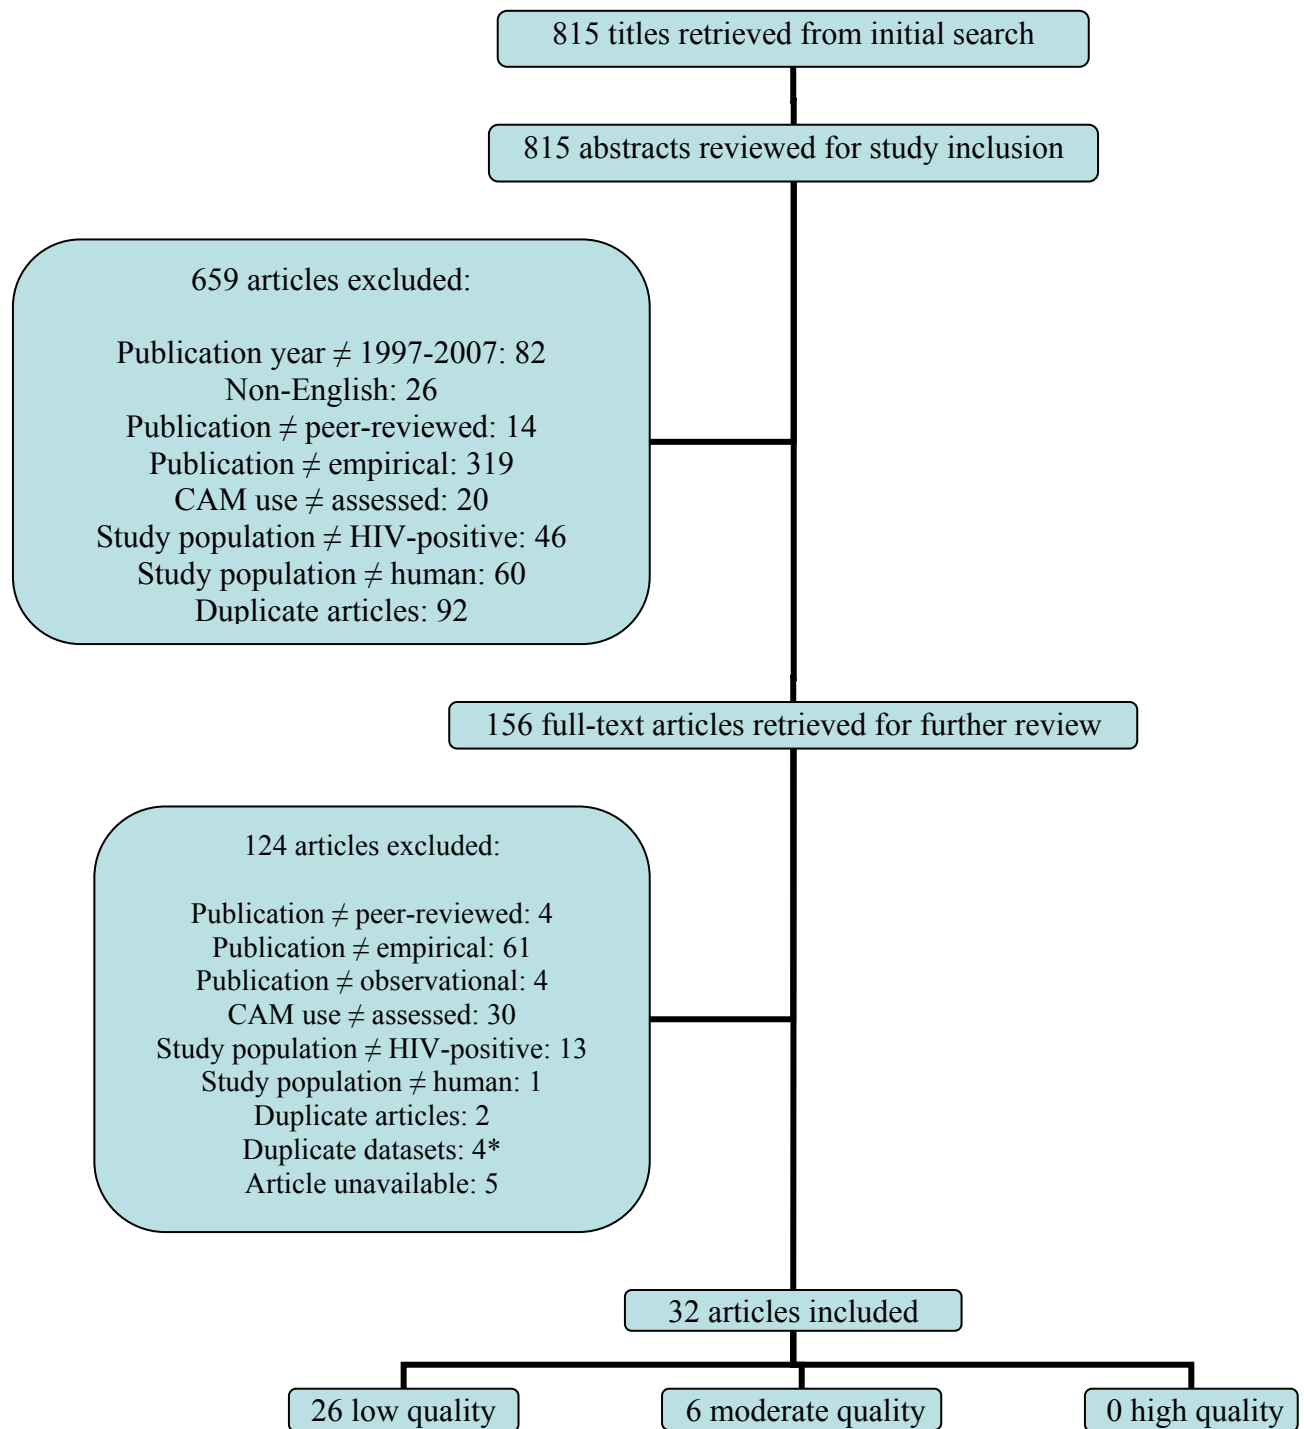 815 titles retrieved from initial search
815 abstracts reviewed for study inclusion
659 articles excluded:
Publication year ≠ 1997-2007: 82
Non-English: 26
Publication ≠ peer-reviewed: 14
Publication ≠ empirical: 319
CAM use ≠ assessed: 20
Study population ≠ HIV-positive: 46
Study population ≠ human: 60
Duplicate articles: 92
156 full-text articles retrieved for further review
124 articles excluded:
Publication ≠ peer-reviewed: 4
Publication ≠ empirical: 61
Publication ≠ observational: 4
CAM use ≠ assessed: 30
Study population ≠ HIV-positive: 13
Study population ≠ human: 1
Duplicate articles: 2
Duplicate datasets: 4*
Article unavailable: 5
32 articles included
26 low quality
6 moderate quality
0 high quality